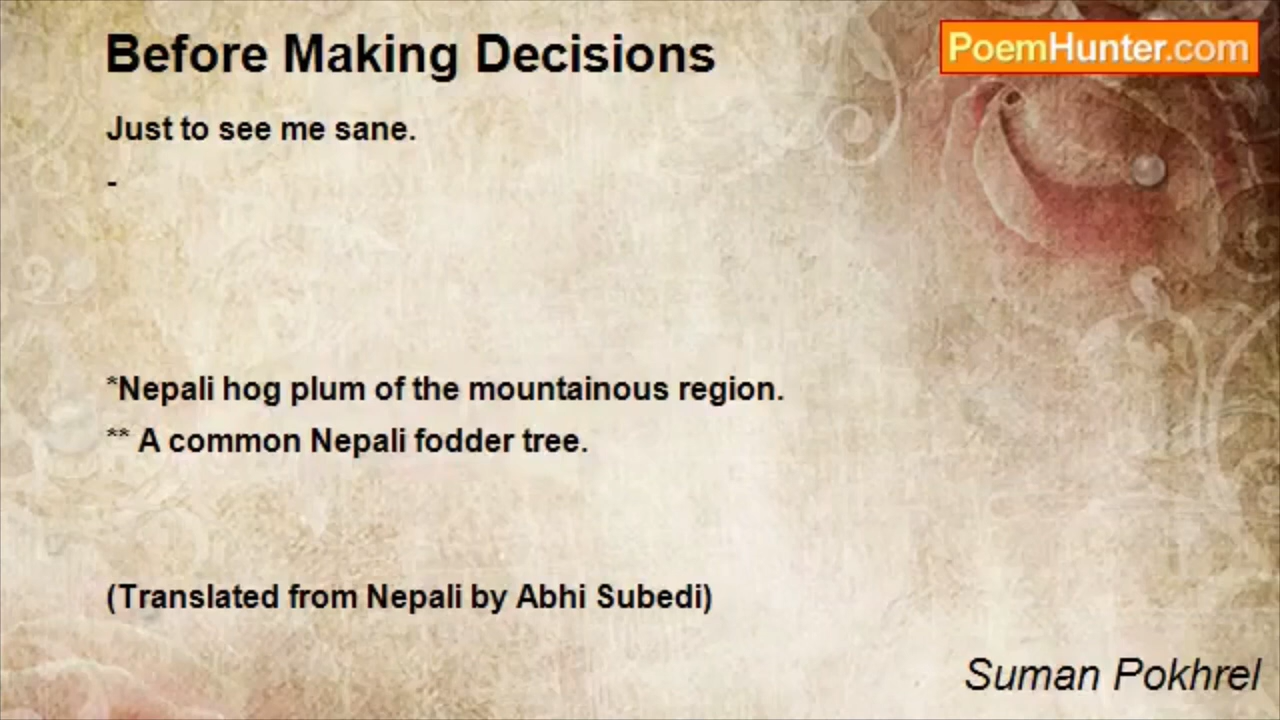 Before Making Decisions
PoemHunter.com
Just to see me sane.
-
*Nepali hog plum of the mountainous region.
** A common Nepali fodder tree.
(Translated from Nepali by Abhi Subedi)
Suman Pokhrel